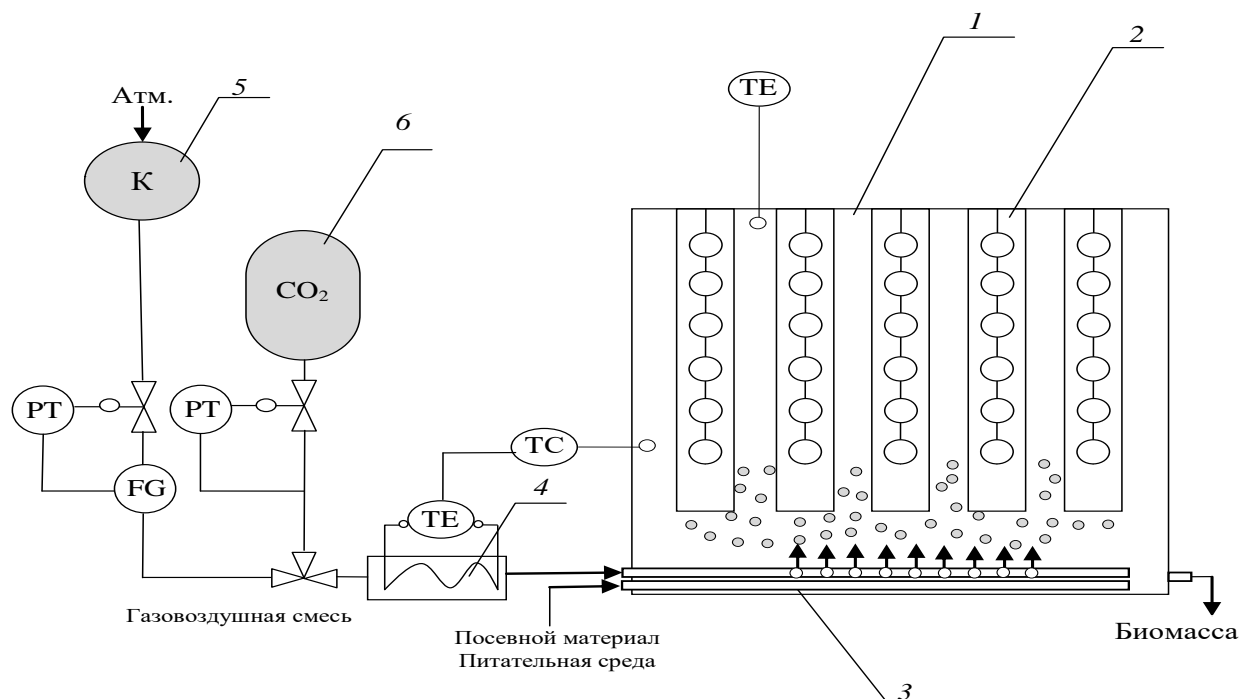 1
2
TE
5
Атм.
6
К
CO₂
PT
PT
TC
FG
TE
4
Газовоздушная смесь
Посевной материал
Питательная среда
Биомасса
3